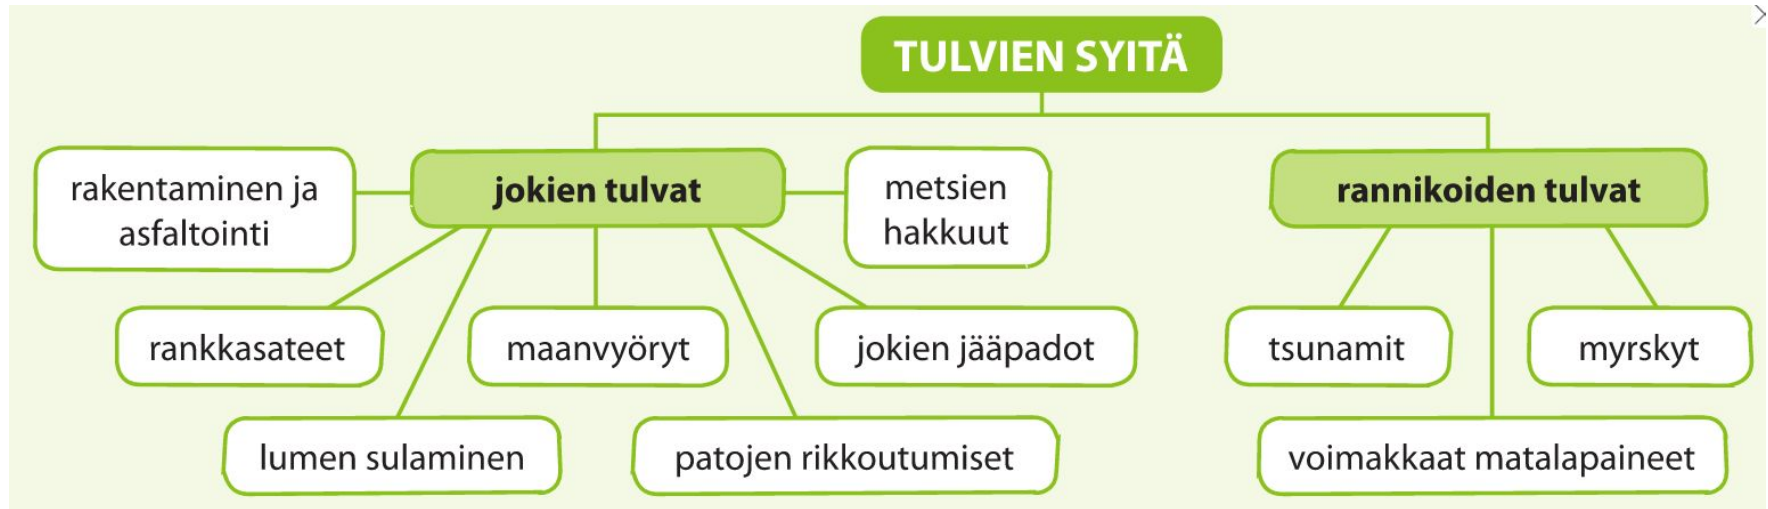 TULVIEN SYITÄ
rakentaminen ja
asfaltointi
jokien tulvat
metsien
hakkuut
rannikoiden tulvat
rankkasateet
maanvyöryt
jokien jääpadot
tsunamit
myrskyt
lumen sulaminen
patojen rikkoutumiset
voimakkaat matalapaineet